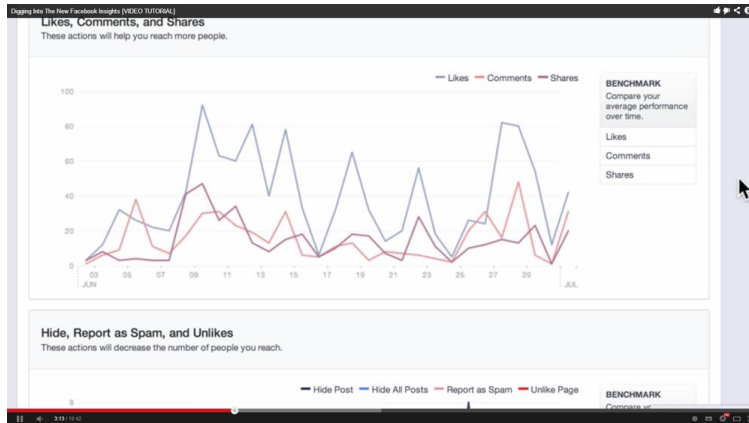 Digging Into The New Facebook Insights [VIDEO TUTORIAL]
Likes, Comments, and Shares
These actions will help you reach more people.
Likes Comments Shares
BENCHMARK
Compare your
average performance
over time.
Likes
Comments
Shares
100
80
60
40
20
0
03 05 07 09 11 13 15 17 19 21 23 25 27 29
JUN JUL
Hide, Report as Spam, and Unlikes
These actions will decrease the number of people you reach.
Hide Post Hide All Posts Report as Spam Unlike Page
BENCHMARK
8
3:13 / 10:42